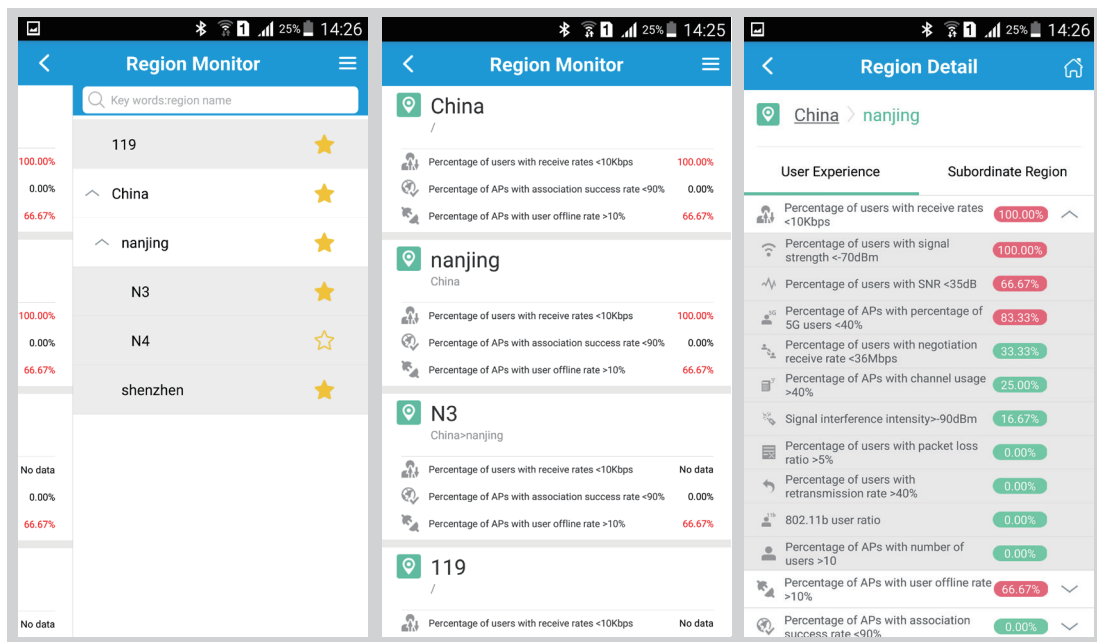 25% 14:26
Region Monitor
Key words:region name
119
100.00%
0.00%
China
66.67%
nanjing
N3
100.00%
0.00%
N4
66.67%
shenzhen
No data
0.00%
66.67%
No data
1 25% 14:25
Region Monitor
China
/
Percentage of users with receive rates <10Kbps 100.00%
Percentage of APs with association success rate <90% 0.00%
Percentage of APs with user offline rate >10% 66.67%
nanjing
China
Percentage of users with receive rates <10Kbps 100.00%
Percentage of APs with association success rate <90% 0.00%
Percentage of APs with user offline rate >10% 66.67%
N3
China>nanjing
Percentage of users with receive rates <10Kbps No data
Percentage of APs with association success rate <90% 0.00%
Percentage of APs with user offline rate >10% 66.67%
119
/
Percentage of users with receive rates <10Kbps No data
1 25% 14:26
Region Detail
China > nanjing
User Experience Subordinate Region
Percentage of users with receive rates
<10Kbps 100.00%
Percentage of users with signal
strength <-70dBm 100.00%
Percentage of users with SNR <35dB 66.67%
Percentage of APs with percentage of
5G users <40% 83.33%
Percentage of users with negotiation
receive rate <36Mbps 33.33%
Percentage of APs with channel usage
>40% 25.00%
Signal interference intensity>-90dBm 16.67%
Percentage of users with packet loss
ratio >5% 0.00%
Percentage of users with
retransmission rate >40% 0.00%
802.11b user ratio 0.00%
Percentage of APs with number of
users >10 0.00%
Percentage of APs with user offline rate
>10% 66.67%
Percentage of APs with association
success rate <90% 0.00%